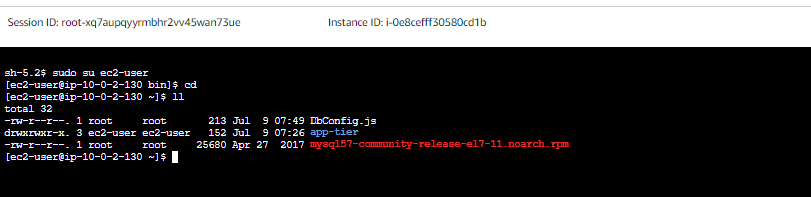 Session ID: root-xq7aupqyyrmbhr2vv45wan73ue Instance ID: i-0e8cefff30580cd1b
sh-5.2$ sudo su ec2-user
[ec2-user@ip-10-0-2-130 bin]$ cd
[ec2-user@ip-10-0-2-130 ~]$ ll
total 32
-rw-r--r--. 1 root     root       213 Jul  9 07:49 DbConfig.js
drwxrwxr-x. 3 ec2-user ec2-user   152 Jul  9 07:26 app-tier
-rw-r--r--. 1 root     root     25680 Apr 27  2017 mysql57-community-release-el7-11.noarch.rpm
[ec2-user@ip-10-0-2-130 ~]$